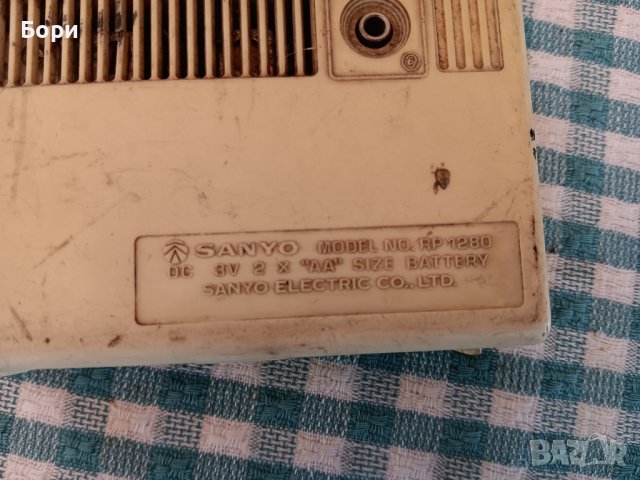 Бори
SANYO MODEL NO. RP 1280
DC 3V 2 X "AA" SIZE BATTERY
SANYO ELECTRIC CO., LTD.
BAZAR